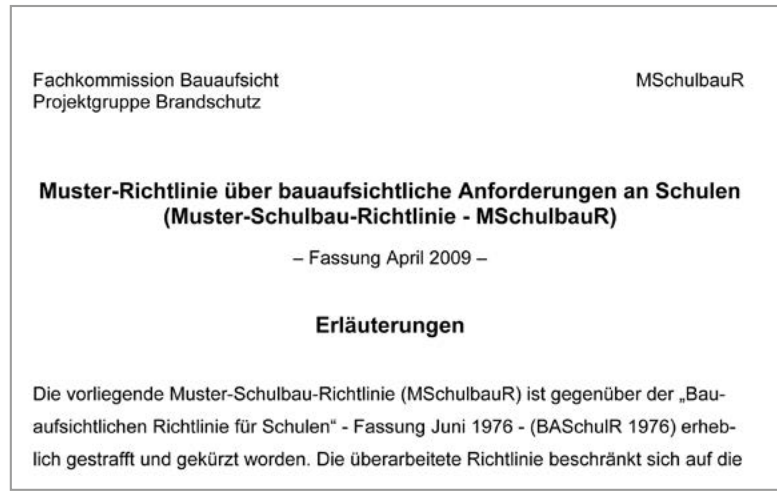 Fachkommission Bauaufsicht MSchulbauR
Projektgruppe Brandschutz
Muster-Richtlinie über bauaufsichtliche Anforderungen an Schulen
(Muster-Schulbau-Richtlinie - MSchulbauR)
– Fassung April 2009 –
Erläuterungen
Die vorliegende Muster-Schulbau-Richtlinie (MSchulbauR) ist gegenüber der „Bau-
aufsichtlichen Richtlinie für Schulen“ - Fassung Juni 1976 - (BASchulR 1976) erheb-
lich gestrafft und gekürzt worden. Die überarbeitete Richtlinie beschränkt sich auf die